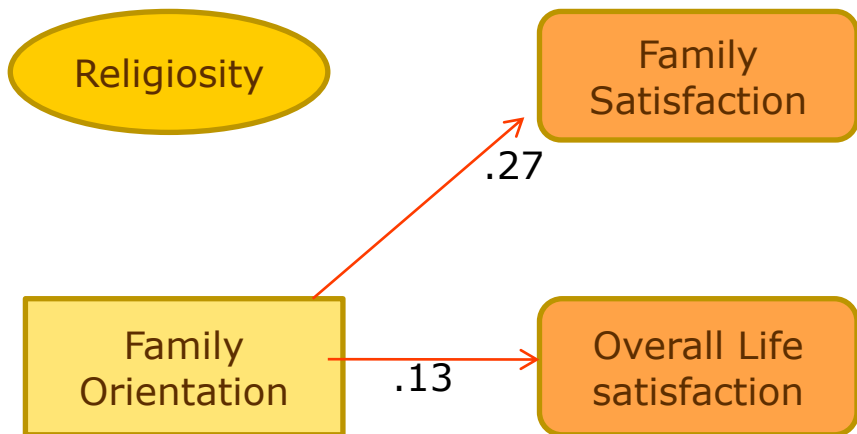 Religiosity
Family
Satisfaction
.27
Family
Orientation
.13
Overall Life
satisfaction